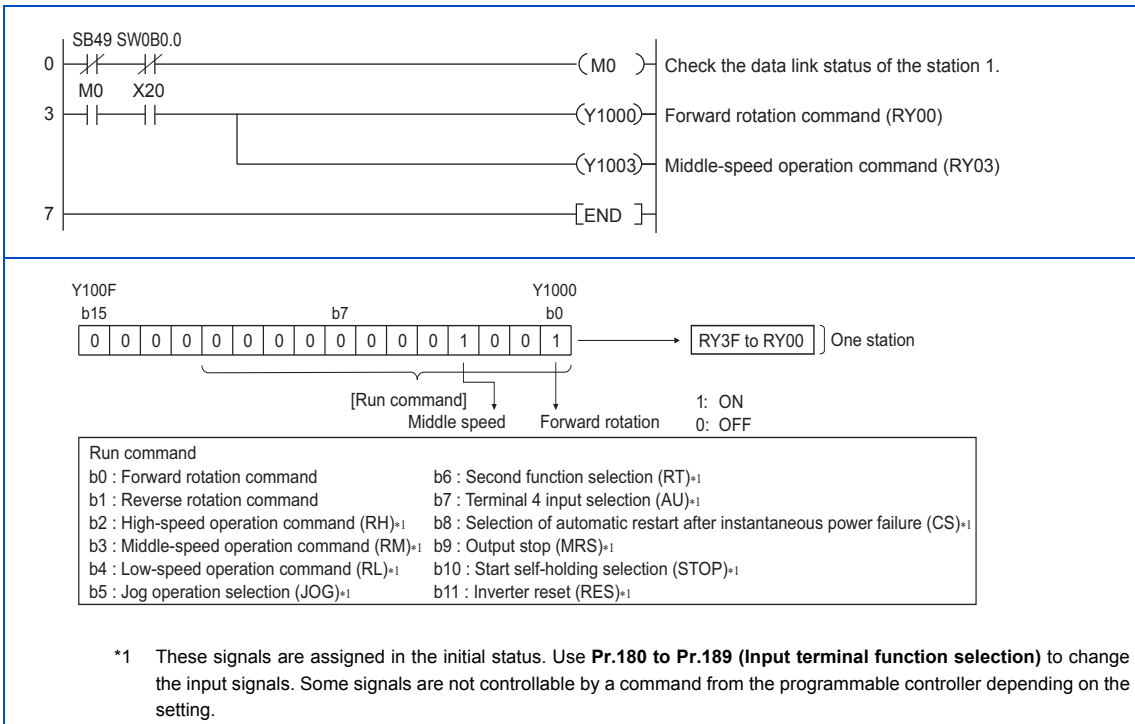 SB49 SW0B0.0
0 M0 Check the data link status of the station 1.
M0 X20
3 Y1000 Forward rotation command (RY00)
Y1003 Middle-speed operation command (RY03)
7 END
Y100F Y1000
b15 b7 b0
0 0 0 0 0 0 0 0 0 0 0 0 1 0 0 1 RY3F to RY00 One station
[Run command] 1: ON
Middle speed Forward rotation 0: OFF
Run command
b0 : Forward rotation command b6 : Second function selection (RT)*1
b1 : Reverse rotation command b7 : Terminal 4 input selection (AU)*1
b2 : High-speed operation command (RH)*1 b8 : Selection of automatic restart after instantaneous power failure (CS)*1
b3 : Middle-speed operation command (RM)*1 b9 : Output stop (MRS)*1
b4 : Low-speed operation command (RL)*1 b10 : Start self-holding selection (STOP)*1
b5 : Jog operation selection (JOG)*1 b11 : Inverter reset (RES)*1
*1 These signals are assigned in the initial status. Use Pr.180 to Pr.189 (Input terminal function selection) to change
the input signals. Some signals are not controllable by a command from the programmable controller depending on the
setting.